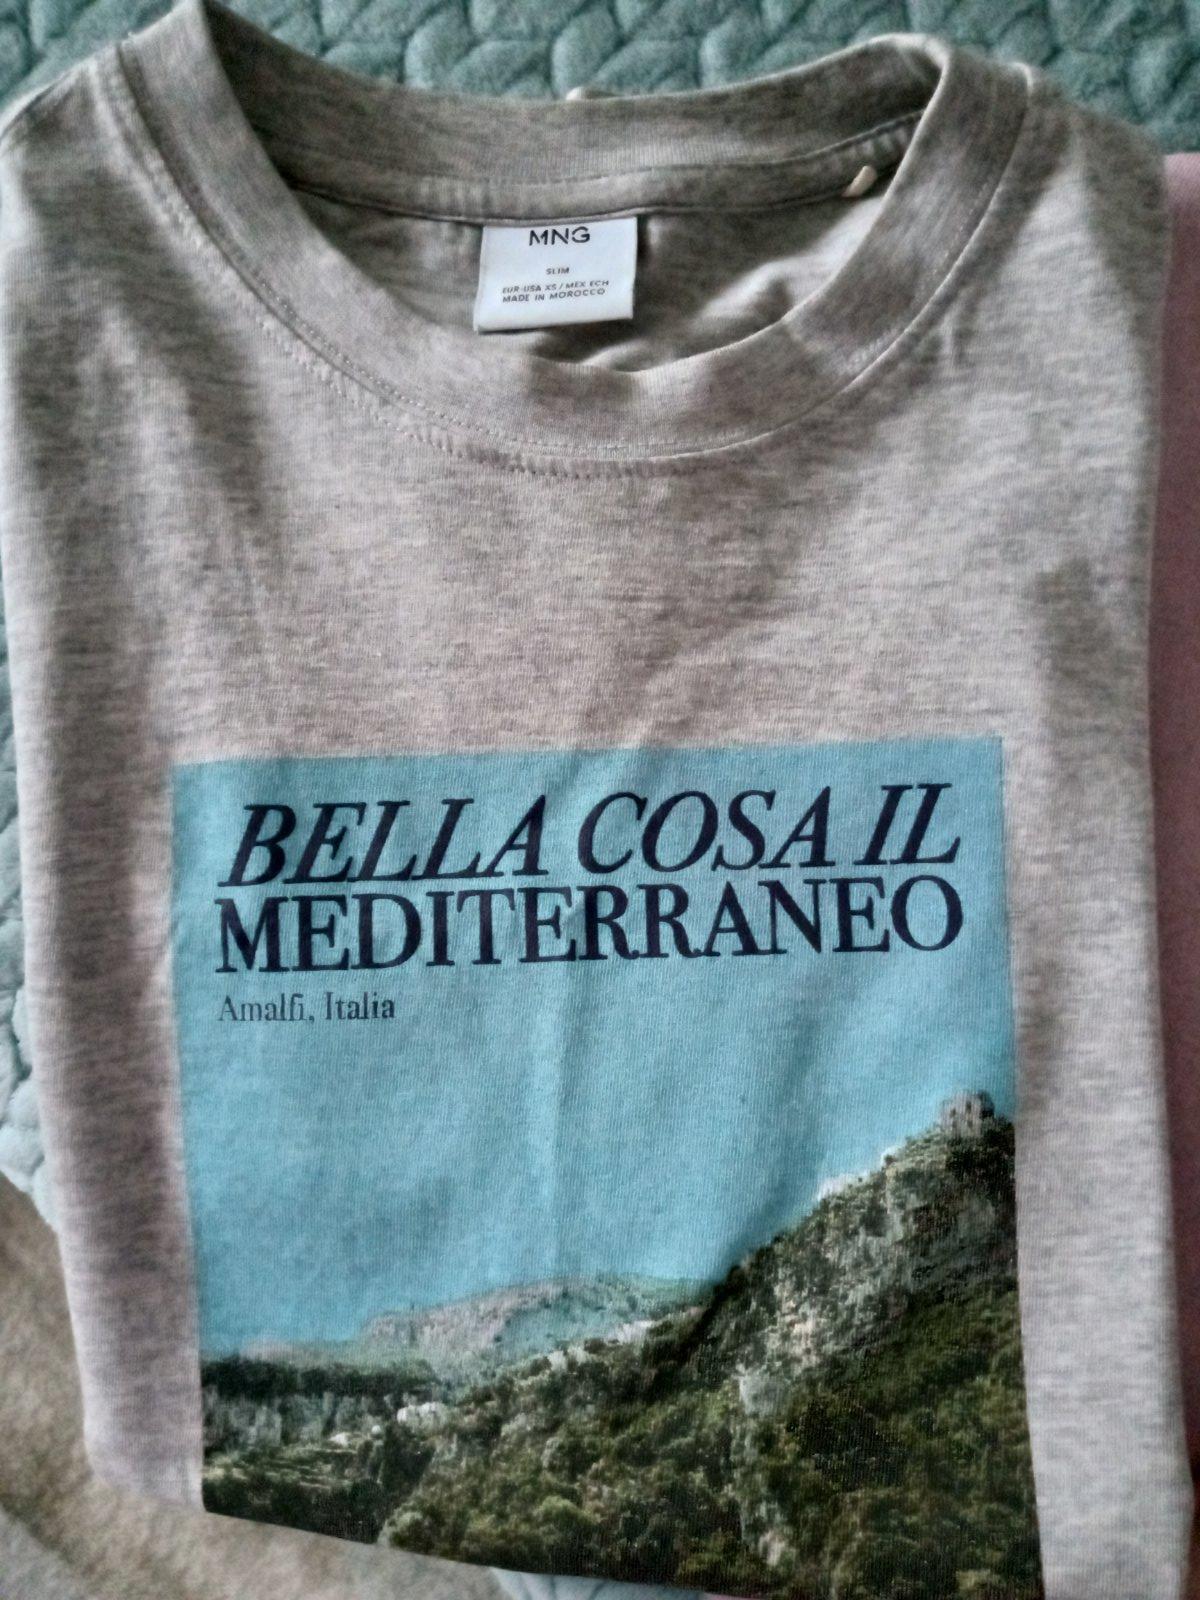 MNG
SLIM
EUR-USA XS / MEX ECH
MADE IN MOROCCO
BELLA COSA IL
MEDITERRANEO
Amalfi, Italia